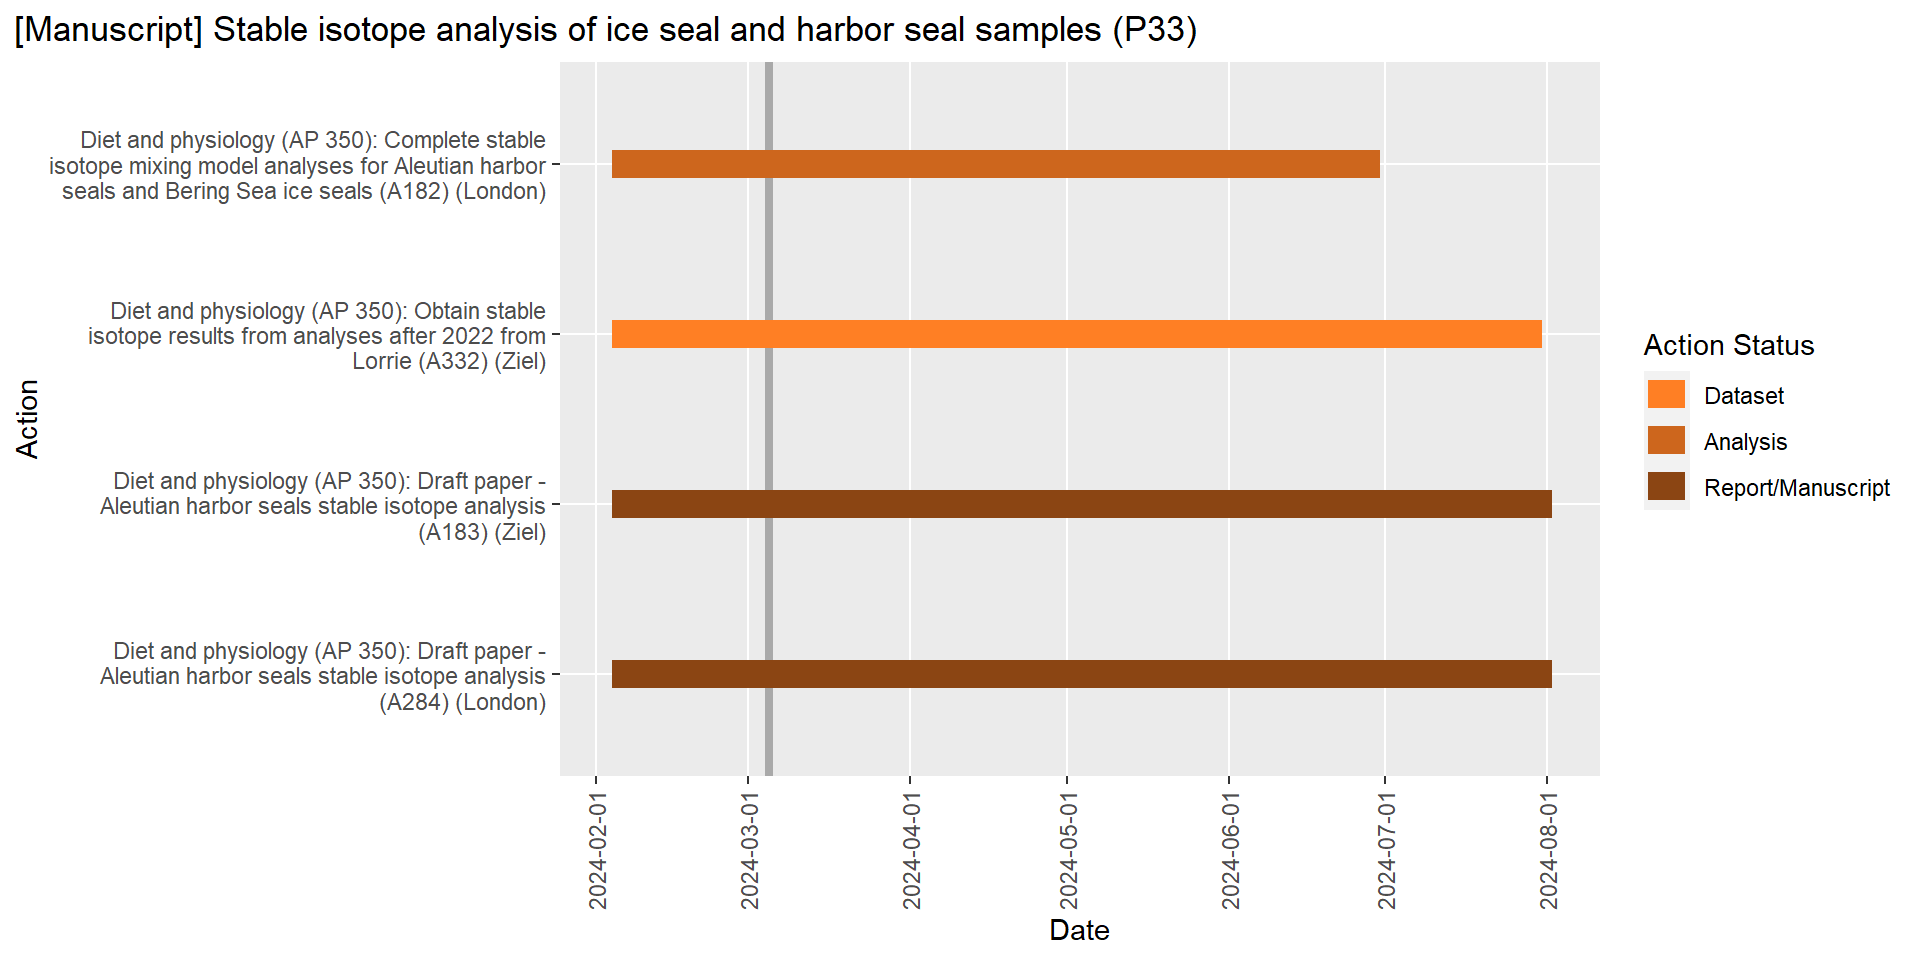 [Manuscript] Stable isotope analysis of ice seal and harbor seal samples (P33)
Action
Diet and physiology (AP 350): Complete stable
isotope mixing model analyses for Aleutian harbor
seals and Bering Sea ice seals (A182) (London)
Diet and physiology (AP 350): Obtain stable
isotope results from analyses after 2022 from
Lorrie (A332) (Ziel)
Diet and physiology (AP 350): Draft paper -
Aleutian harbor seals stable isotope analysis
(A183) (Ziel)
Diet and physiology (AP 350): Draft paper -
Aleutian harbor seals stable isotope analysis
(A284) (London)
2024-02-01
2024-03-01
2024-04-01
2024-05-01
2024-06-01
2024-07-01
2024-08-01
Date
Action Status
Dataset
Analysis
Report/Manuscript